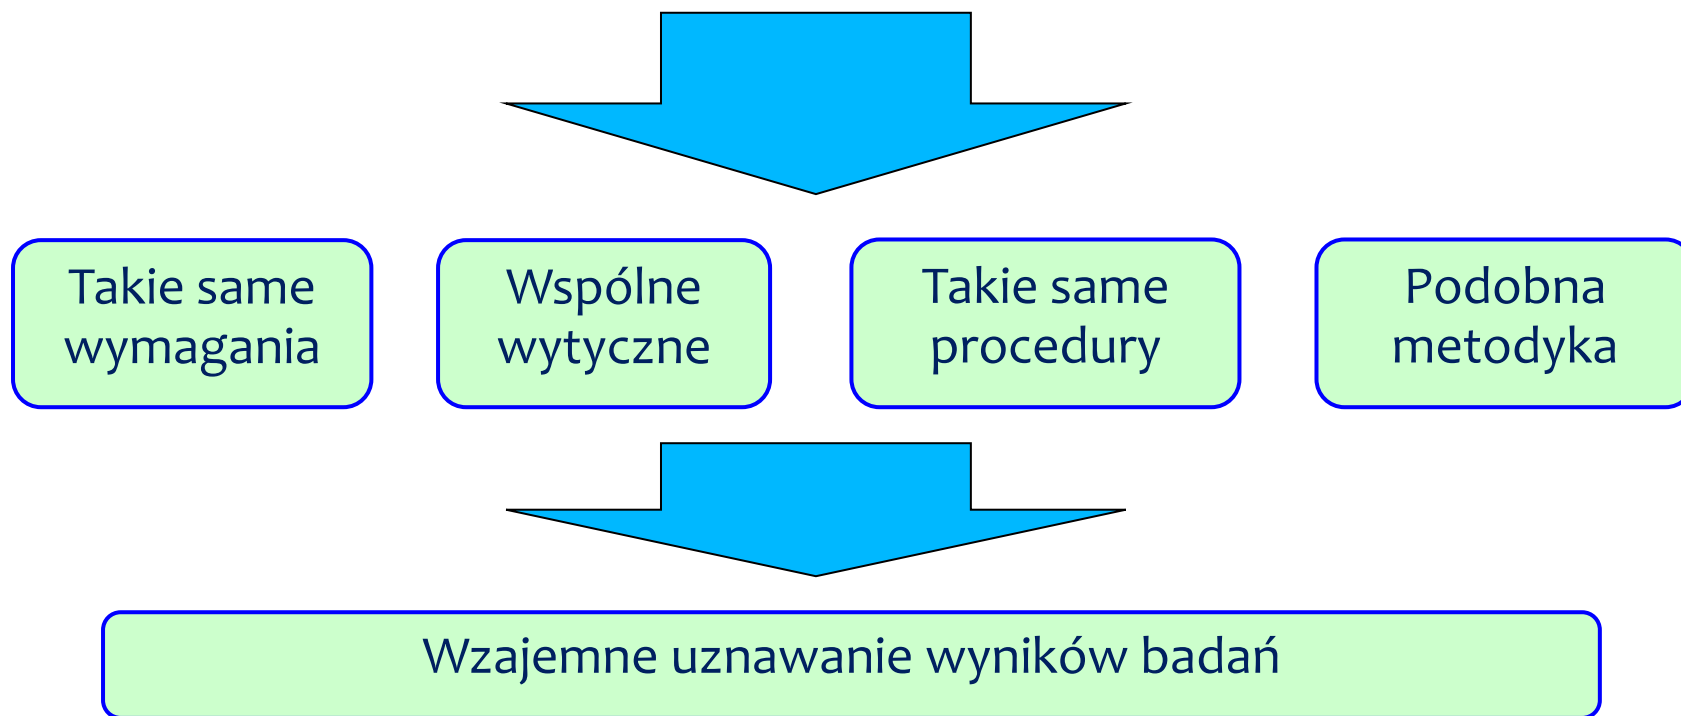 Takie same
wymagania
Wspólne
wytyczne
Takie same
procedury
Podobna
metodyka
Wzajemne uznawanie wyników badań